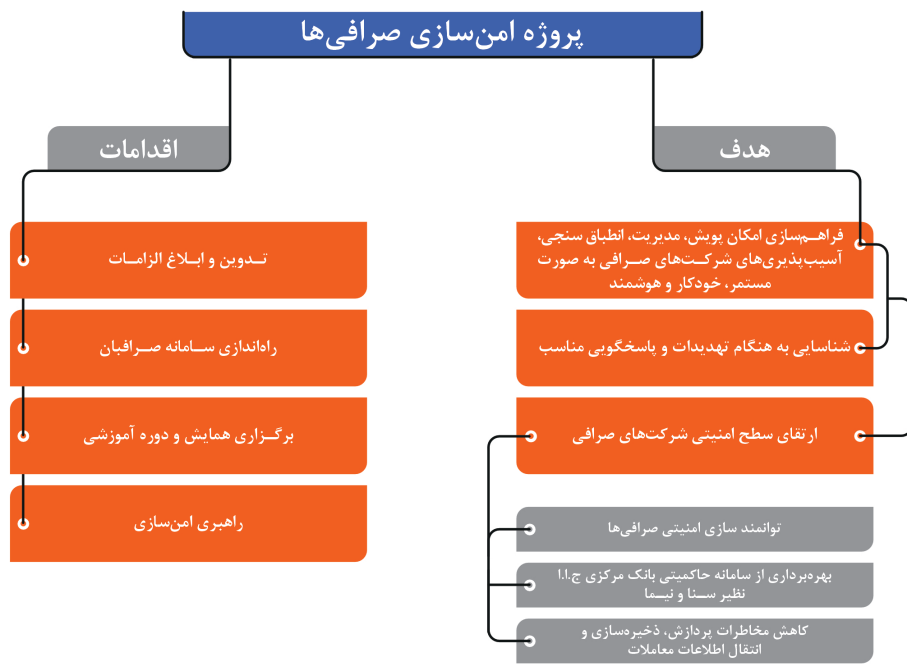 پروژه امن‌سازی صرافی‌ها
هدف
فراهم‌سازی امکان پویش، مدیریت، انطباق سنجی،
آسیب‌پذیری‌های شرکت‌های صرافی به صورت
مستمر، خودکار و هوشمند
شناسایی به هنگام تهدیدات و پاسخگویی مناسب
ارتقای سطح امنیتی شرکت‌های صرافی
توانمند سازی امنیتی صرافی‌ها
بهره‌برداری از سامانه حاکمیتی بانک مرکزی ج.ا.ا
نظیر سنا و نیما
کاهش مخاطرات پردازش، ذخیره‌سازی و
انتقال اطلاعات معاملات
اقدامات
تدوین و ابلاغ الزامات
راه‌اندازی سامانه صرافبان
برگزاری همایش و دوره آموزشی
راهبری امن‌سازی